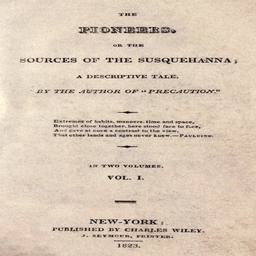 THE
PIONEERS,
OR THE
SOURCES OF THE SUSQUEHANNA;
A DESCRIPTIVE TALE.
BY THE AUTHOR OF "PRECAUTION."
Extremes of habits, manners, time and space,
Brought close together, here stood face to face,
And gave at once a contrast to the view,
That other lands and ages never knew.—PAULDING.
IN TWO VOLUMES.
VOL. I.
NEW-YORK:
PUBLISHED BY CHARLES WILEY.
J. SEYMOUR, PRINTER.
1823.